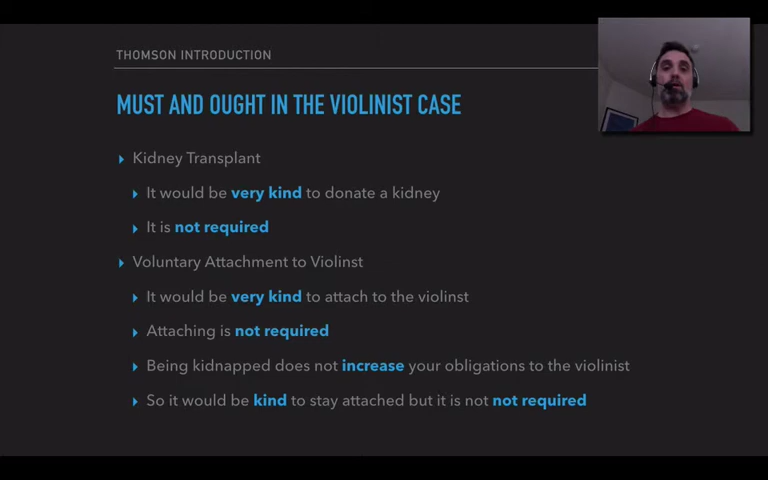 THOMSON INTRODUCTION
MUST AND OUGHT IN THE VIOLINIST CASE
Kidney Transplant
It would be very kind to donate a kidney
It is not required
Voluntary Attachment to Violinst
It would be very kind to attach to the violinst
Attaching is not required
Being kidnapped does not increase your obligations to the violinist
So it would be kind to stay attached but it is not not required